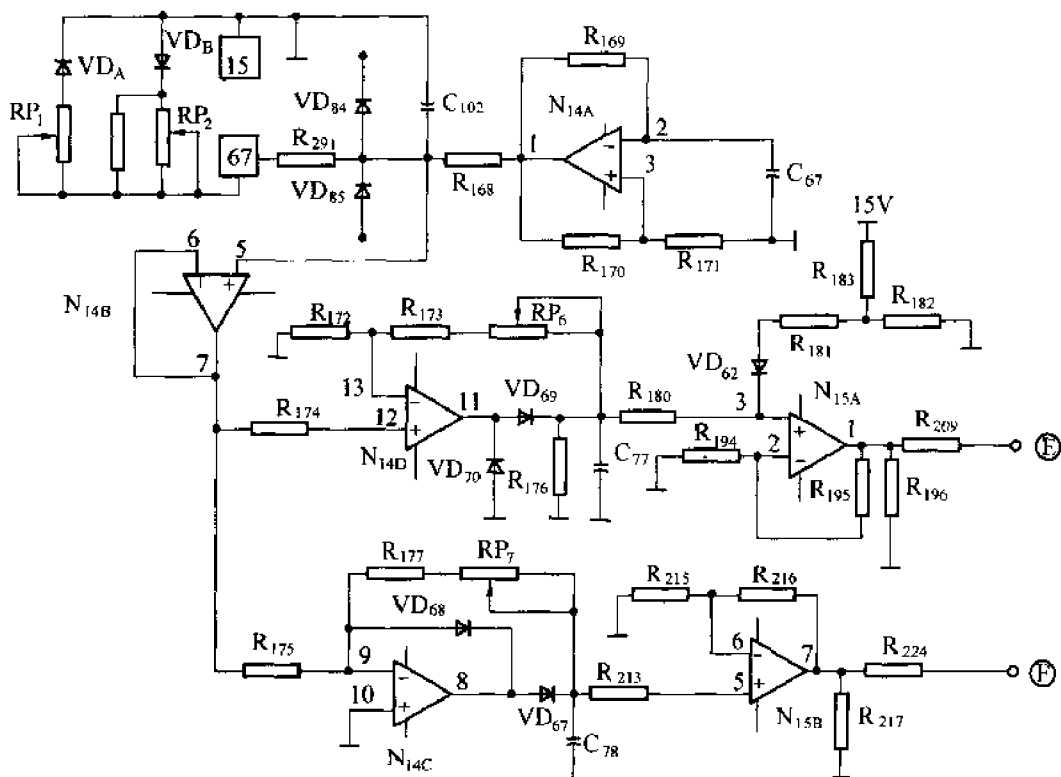 VD_A
VD_B
15
RP_1
RP_2
67
R_291
VD_84
VD_85
C_102
R_168
R_169
N_14A
1
2
3
C_67
R_170
R_171
6
5
N_14B
7
15V
R_183
R_182
R_181
VD_62
R_172
R_173
RP_6
13
12
11
VD_69
R_174
N_14D
VD_70
R_176
C_77
R_180
3
N_15A
R_194
2
1
R_209
R_195
R_196
E
R_177
RP_7
VD_68
R_175
9
10
8
N_14C
VD_67
C_78
R_213
R_215
R_216
6
5
7
N_15B
R_224
R_217
F